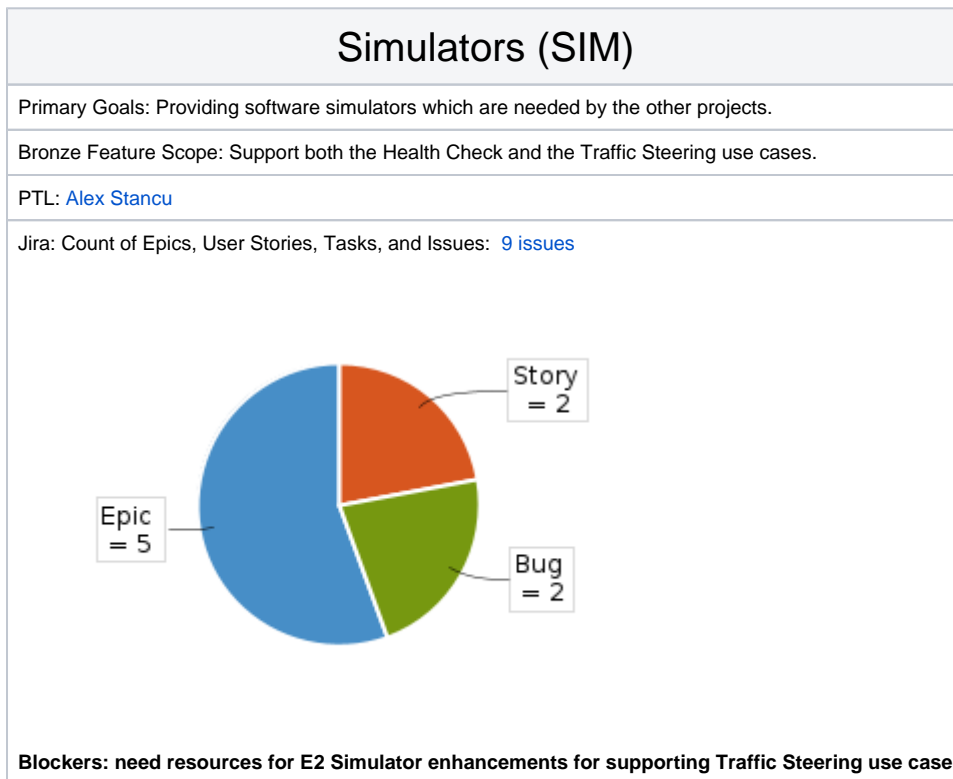 Simulators (SIM)
Primary Goals: Providing software simulators which are needed by the other projects.
Bronze Feature Scope: Support both the Health Check and the Traffic Steering use cases.
PTL: Alex Stancu
Jira: Count of Epics, User Stories, Tasks, and Issues: 9 issues
Story
= 2
Epic
= 5
Bug
= 2
Blockers: need resources for E2 Simulator enhancements for supporting Traffic Steering use case